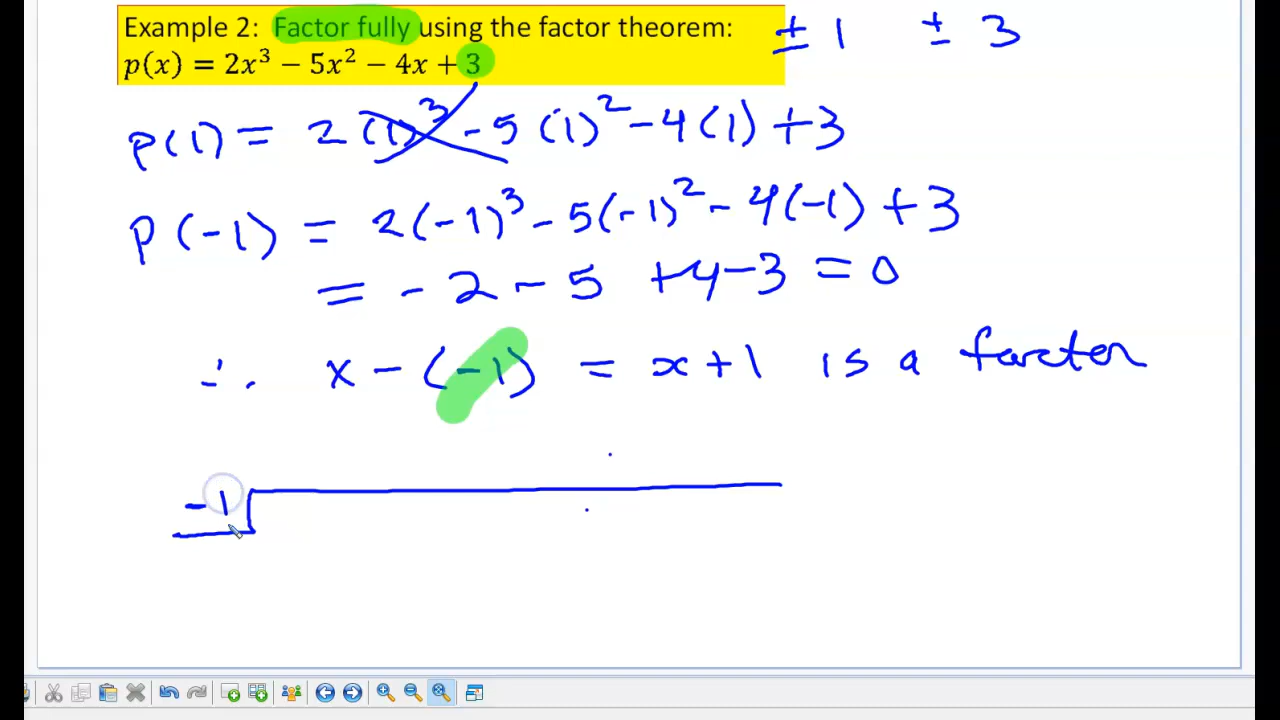 Example 2: Factor fully using the factor theorem: ± 1 ± 3
p(x) = 2x³ − 5x² − 4x + 3
p(1) = 2(1)³ - 5(1)² - 4(1) + 3
p(-1) = 2(-1)³ - 5(-1)² - 4(-1) + 3
= - 2 - 5 + 4 - 3 = 0
∴ x - (-1) = x + 1 is a factor
-1